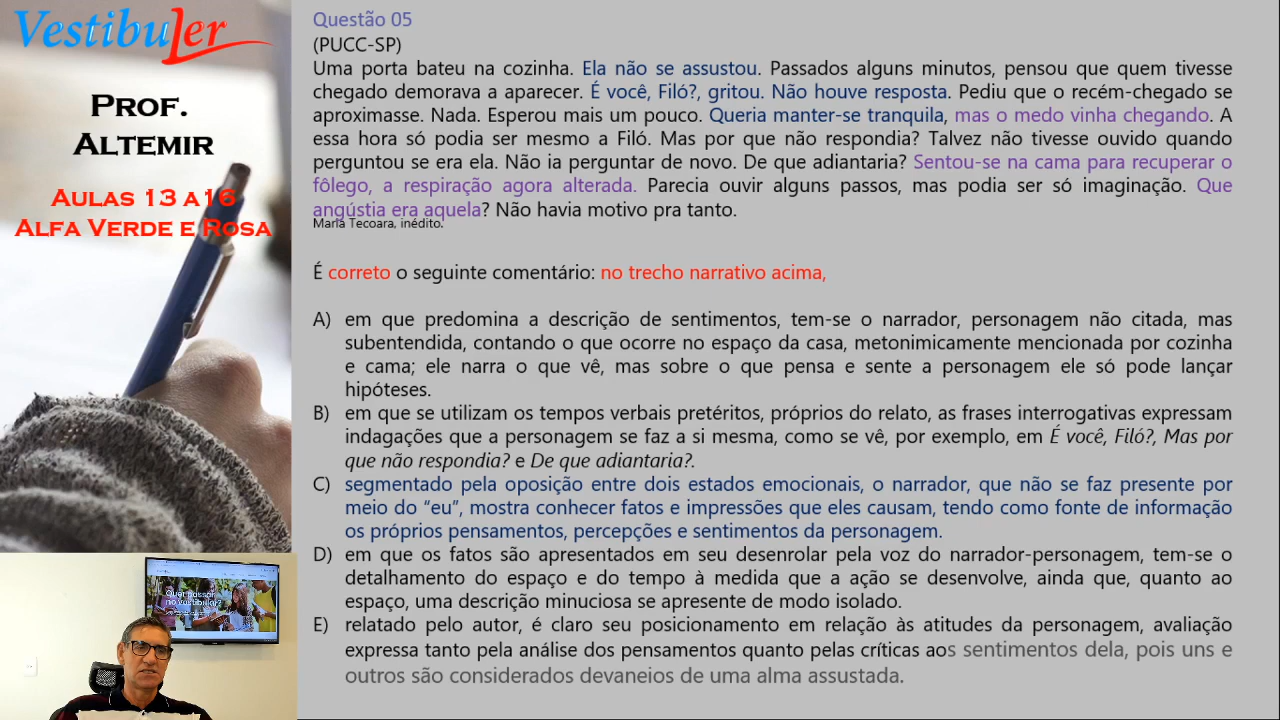 VestibuLer
PROF.
ALTEMIR
AULAS 13 A 16
ALFA VERDE E ROSA
Questão 05
(PUCC-SP)
Uma porta bateu na cozinha. Ela não se assustou. Passados alguns minutos, pensou que quem tivesse
chegado demorava a aparecer. É você, Filó?, gritou. Não houve resposta. Pediu que o recém-chegado se
aproximasse. Nada. Esperou mais um pouco. Queria manter-se tranquila, mas o medo vinha chegando. A
essa hora só podia ser mesmo a Filó. Mas por que não respondia? Talvez não tivesse ouvido quando
perguntou se era ela. Não ia perguntar de novo. De que adiantaria? Sentou-se na cama para recuperar o
fôlego, a respiração agora alterada. Parecia ouvir alguns passos, mas podia ser só imaginação. Que
angústia era aquela? Não havia motivo pra tanto.
Maria Tecoara, inédito.
É correto o seguinte comentário: no trecho narrativo acima,
A) em que predomina a descrição de sentimentos, tem-se o narrador, personagem não citada, mas
subentendida, contando o que ocorre no espaço da casa, metonimicamente mencionada por cozinha
e cama; ele narra o que vê, mas sobre o que pensa e sente a personagem ele só pode lançar
hipóteses.
B) em que se utilizam os tempos verbais pretéritos, próprios do relato, as frases interrogativas expressam
indagações que a personagem se faz a si mesma, como se vê, por exemplo, em É você, Filó?, Mas por
que não respondia? e De que adiantaria?.
C) segmentado pela oposição entre dois estados emocionais, o narrador, que não se faz presente por
meio do “eu”, mostra conhecer fatos e impressões que eles causam, tendo como fonte de informação
os próprios pensamentos, percepções e sentimentos da personagem.
D) em que os fatos são apresentados em seu desenrolar pela voz do narrador-personagem, tem-se o
detalhamento do espaço e do tempo à medida que a ação se desenvolve, ainda que, quanto ao
espaço, uma descrição minuciosa se apresente de modo isolado.
E) relatado pelo autor, é claro seu posicionamento em relação às atitudes da personagem, avaliação
expressa tanto pela análise dos pensamentos quanto pelas críticas aos sentimentos dela, pois uns e
outros são considerados devaneios de uma alma assustada.
Quer passar
no vestibular?